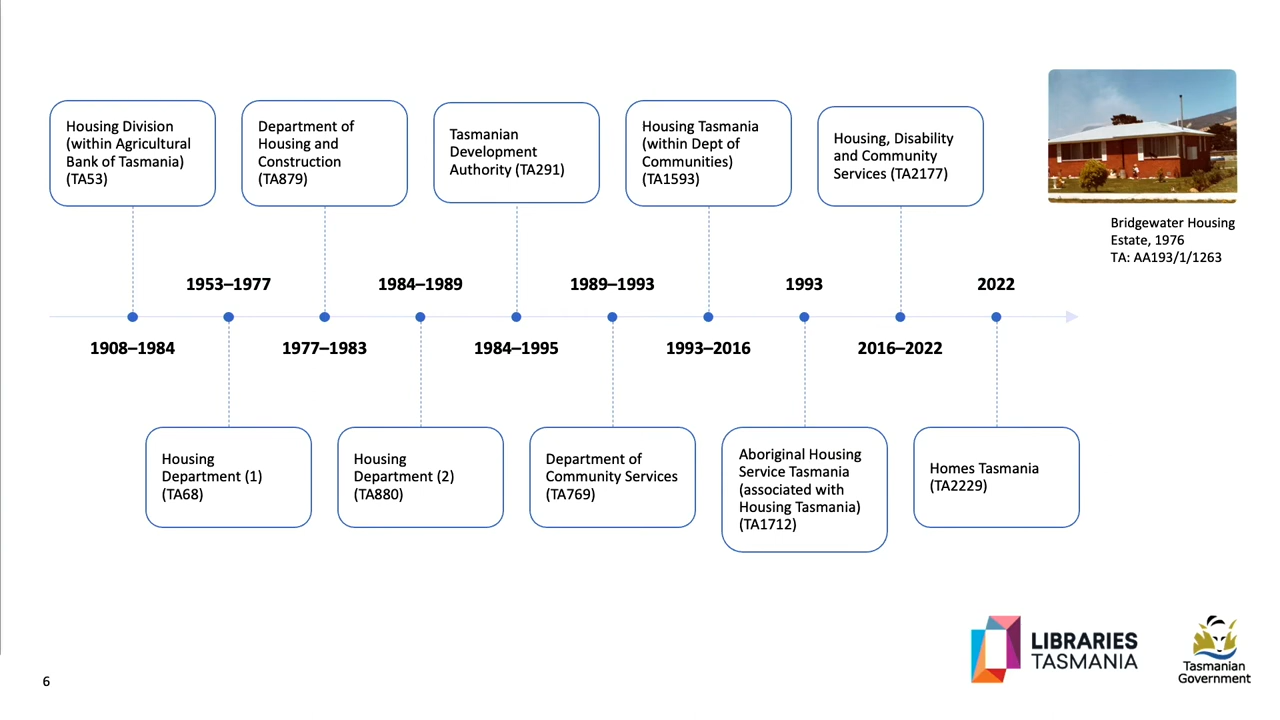 Housing Division
(within Agricultural
Bank of Tasmania)
(TA53)
Department of
Housing and
Construction
(TA879)
Tasmanian
Development
Authority (TA291)
Housing Tasmania
(within Dept of
Communities)
(TA1593)
Housing, Disability
and Community
Services (TA2177)
Bridgewater Housing
Estate, 1976
TA: AA193/1/1263
1953–1977
1984–1989
1989–1993
1993
2022
1908–1984
1977–1983
1984–1995
1993–2016
2016–2022
Housing
Department (1)
(TA68)
Housing
Department (2)
(TA880)
Department of
Community Services
(TA769)
Aboriginal Housing
Service Tasmania
(associated with
Housing Tasmania)
(TA1712)
Homes Tasmania
(TA2229)
LIBRARIES
TASMANIA
Tasmanian
Government
6